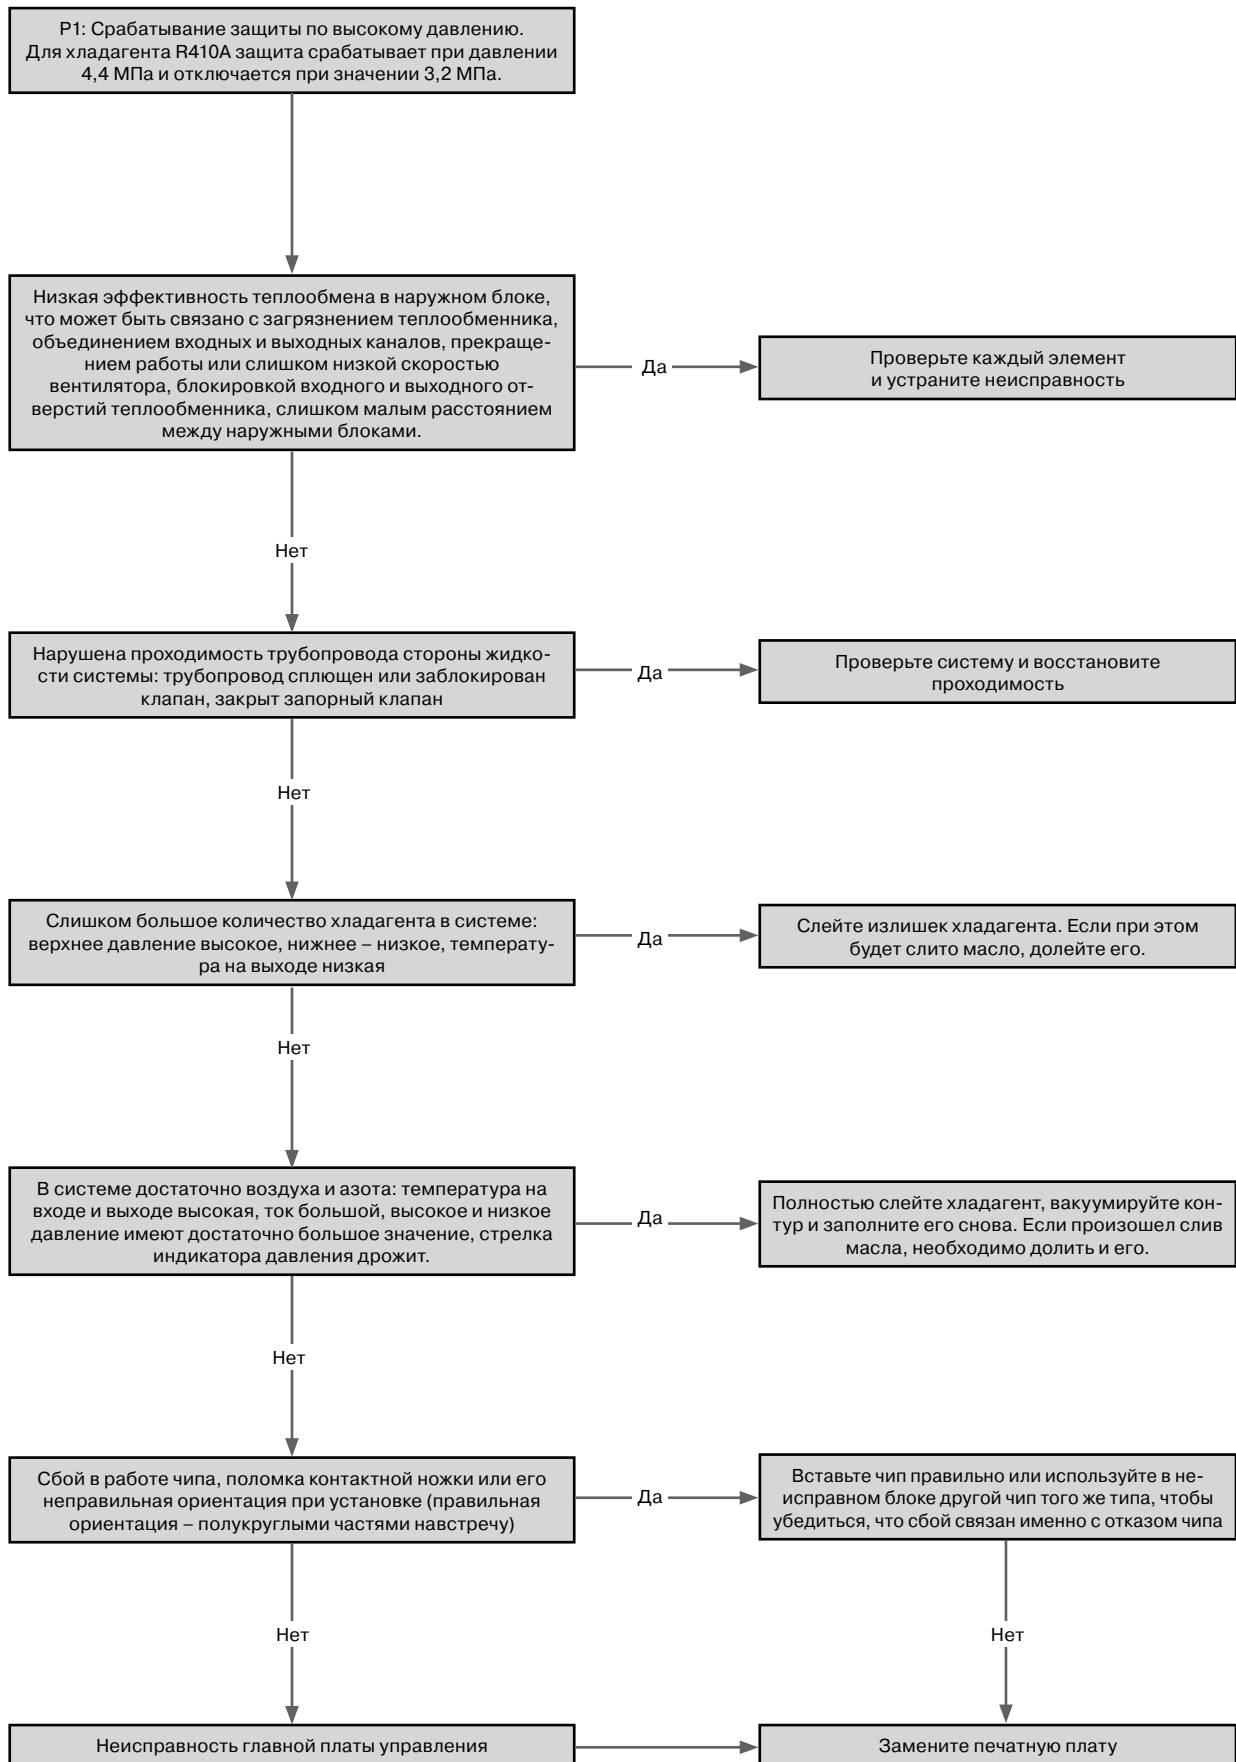 P1: Срабатывание защиты по высокому давлению.
Для хладагента R410A защита срабатывает при давлении
4,4 МПа и отключается при значении 3,2 МПа.
Низкая эффективность теплообмена в наружном блоке,
что может быть связано с загрязнением теплообменника,
объединением входных и выходных каналов, прекраще-
нием работы или слишком низкой скоростью
вентилятора, блокировкой входного и выходного от-
верстий теплообменника, слишком малым расстоянием
между наружными блоками.
Да
Проверьте каждый элемент
и устраните неисправность
Нет
Нарушена проходимость трубопровода стороны жидко-
сти системы: трубопровод сплющен или заблокирован
клапан, закрыт запорный клапан
Да
Проверьте систему и восстановите
проходимость
Нет
Слишком большое количество хладагента в системе:
верхнее давление высокое, нижнее – низкое, температу-
ра на выходе низкая
Да
Слейте излишек хладагента. Если при этом
будет слито масло, долейте его.
Нет
В системе достаточно воздуха и азота: температура на
входе и выходе высокая, ток большой, высокое и низкое
давление имеют достаточно большое значение, стрелка
индикатора давления дрожит.
Да
Полностью слейте хладагент, вакуумируйте кон-
тур и заполните его снова. Если произошел слив
масла, необходимо долить и его.
Нет
Сбой в работе чипа, поломка контактной ножки или его
неправильная ориентация при установке (правильная
ориентация – полукруглыми частями навстречу)
Да
Вставьте чип правильно или используйте в не-
исправном блоке другой чип того же типа, чтобы
убедиться, что сбой связан именно с отказом чипа
Нет
Нет
Неисправность главной платы управления
Замените печатную плату